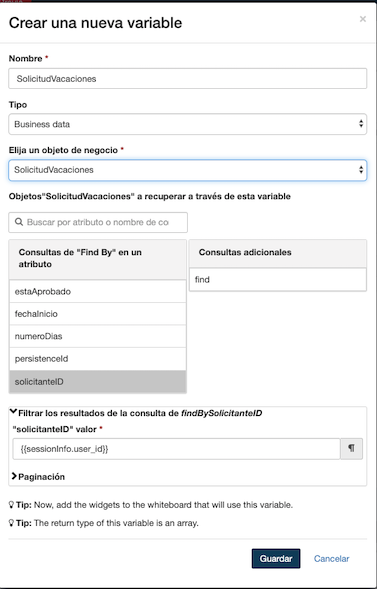 Crear una nueva variable
×
Nombre *
SolicitudVacaciones
Tipo
Business data
Elija un objeto de negocio *
SolicitudVacaciones
Objetos"SolicitudVacaciones" a recuperar a través de esta variable
Buscar por atributo o nombre de co
Consultas de "Find By" en un
atributo
Consultas adicionales
estaAprobado
find
fechaInicio
numeroDias
persistenceId
solicitanteID
Filtrar los resultados de la consulta de findBySolicitanteID
"solicitanteID" valor *
{{sessionInfo.user_id}}
¶
Paginación
Tip: Now, add the widgets to the whiteboard that will use this variable.
Tip: The return type of this variable is an array.
Guardar
Cancelar